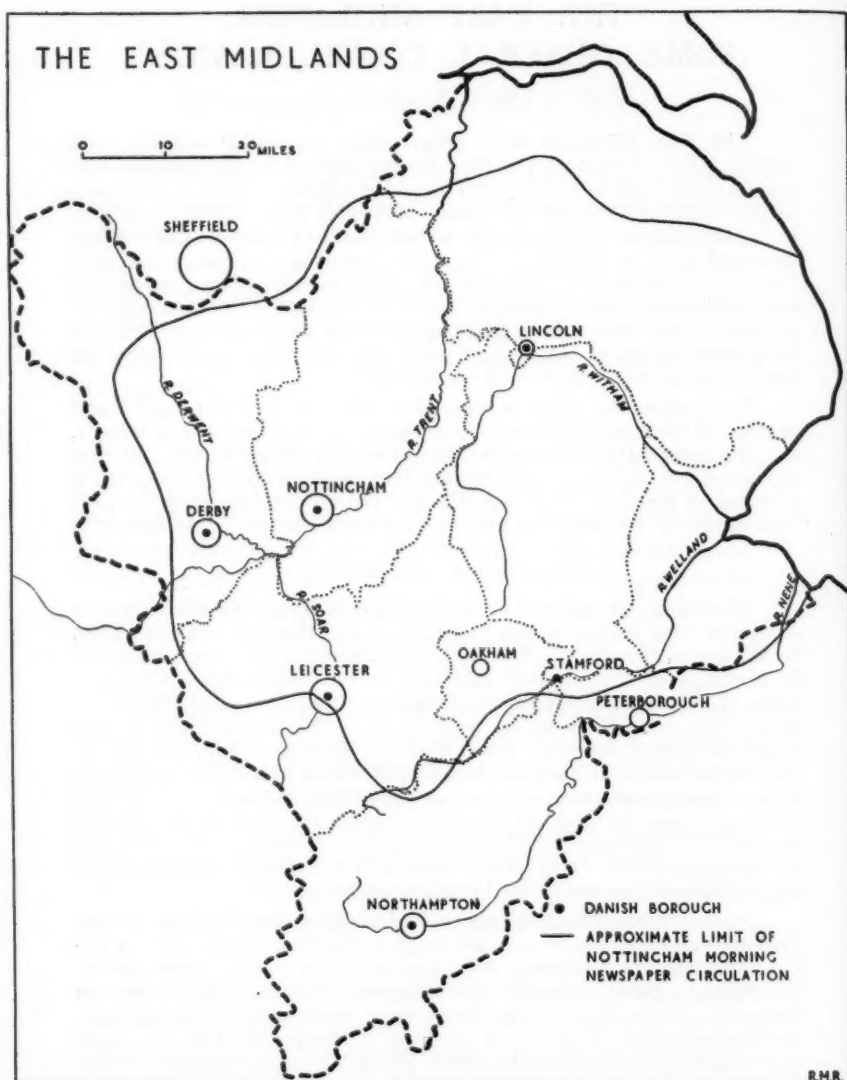 THE EAST MIDLANDS
0 10 20 MILES
SHEFFIELD
LINCOLN
R. WITHAM
R. DERWENT
R. TRENT
NOTTINGHAM
DERBY
R. SOAR
R. WELLAND
R. NENE
OAKHAM
STAMFORD
LEICESTER
PETERBOROUGH
NORTHAMPTON
DANISH BOROUGH
APPROXIMATE LIMIT OF
NOTTINGHAM MORNING
NEWSPAPER CIRCULATION
R.M.R.